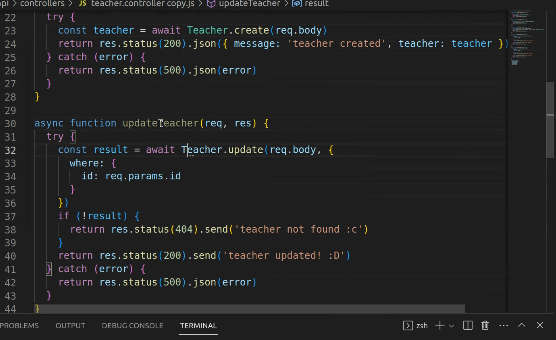 api > controllers > JS teacher.controller copy.js > updateTeacher > result
22 try {
23 const teacher = await Teacher.create(req.body)
24 return res.status(200).json({ message: 'teacher created', teacher: teacher })
25 } catch (error) {
26 return res.status(500).json(error)
27 }
28 }
29
30 async function updateTeacher(req, res) {
31 try {
32 const result = await Teacher.update(req.body, {
33 where: {
34 id: req.params.id
35 }
36 })
37 if (!result) {
38 return res.status(404).send('teacher not found :c')
39 }
40 return res.status(200).send('teacher updated! :D')
41 } catch (error) {
42 return res.status(500).json(error)
43 }
44 }
PROBLEMS OUTPUT DEBUG CONSOLE TERMINAL zsh